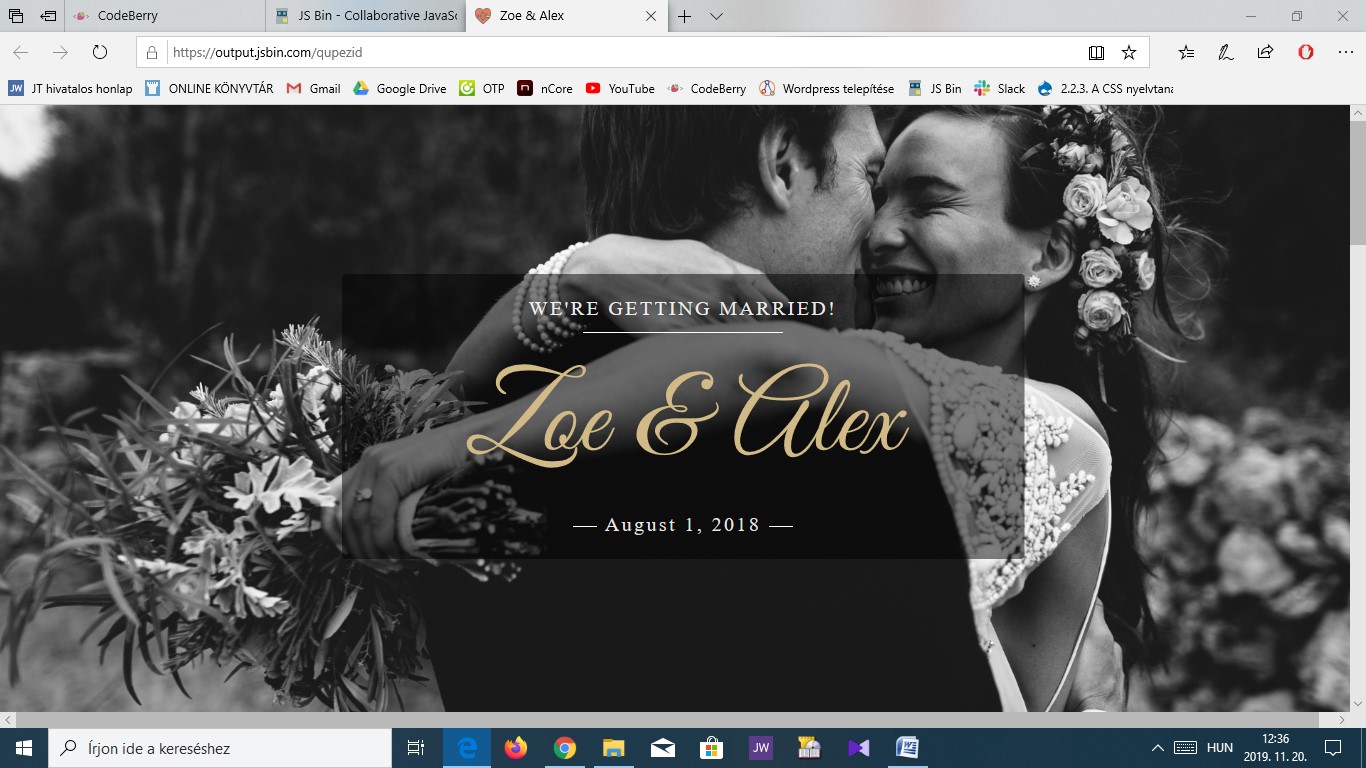 CodeBerry
JS Bin - Collaborative JavaSc
Zoe & Alex
https://output.jsbin.com/qupezid
JW
JT hivatalos honlap
ONLINE KÖNYVTÁR
Gmail
Google Drive
OTP
n
nCore
YouTube
CodeBerry
Wordpress telepítése
JS Bin
Slack
2.2.3. A CSS nyelvtana
WE'RE GETTING MARRIED!
Zoe & Alex
August 1, 2018
Írjon ide a kereséshez
JW
HUN
12:36
2019. 11. 20.